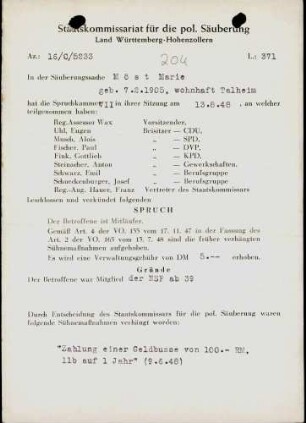 Staatskommissariat für die pol. Säuberung
Land Württemberg-Hohenzollern
Az.: 16/C/5233
204
L.: 371
In der Säuberungssache M ö s t Marie
geb. 7.2.1905, wohnhaft Talheim
hat die Spruchkammer VII in ihrer Sitzung am 13.8.48, an welcher
teilgenommen haben:
Reg.Assessor Wax Vorsitzender,
Uhl, Eugen Beisitzer — CDU,
Mussh, Alois „ — SPD,
Fischer, Paul „ — DVP,
Fink, Gottlieb „ — KPD,
Steinacher, Anton „ — Gewerkschaften,
Schwarz, Emil „ — Berufsgruppe
Schneckenburger, Josef „ — Berufsgruppe
Reg.-Ang. Hauer, Franz Vertreter des Staatskommissars
beschlossen und verkündet folgenden
SPRUCH
Der Betroffene ist Mitläufer.
Gemäß Art. 4 der VO. 133 vom 17. 11. 47 in der Fassung des
Art. 2 der VO. 165 vom 13. 7. 48 sind die früher verhängten
Sühnemaßnahmen aufgehoben.
Es wird eine Verwaltungsgebühr von DM 5.-- erhoben.
G r ü n d e
Der Betroffene war Mitglied der NSF ab 39
Durch Entscheidung des Staatskommissars für die pol. Säuberung waren
folgende Sühnemaßnahmen verhängt worden:
"Zahlung einer Geldbusse von 100.- RM,
11b auf 1 Jahr" (9.6.48)